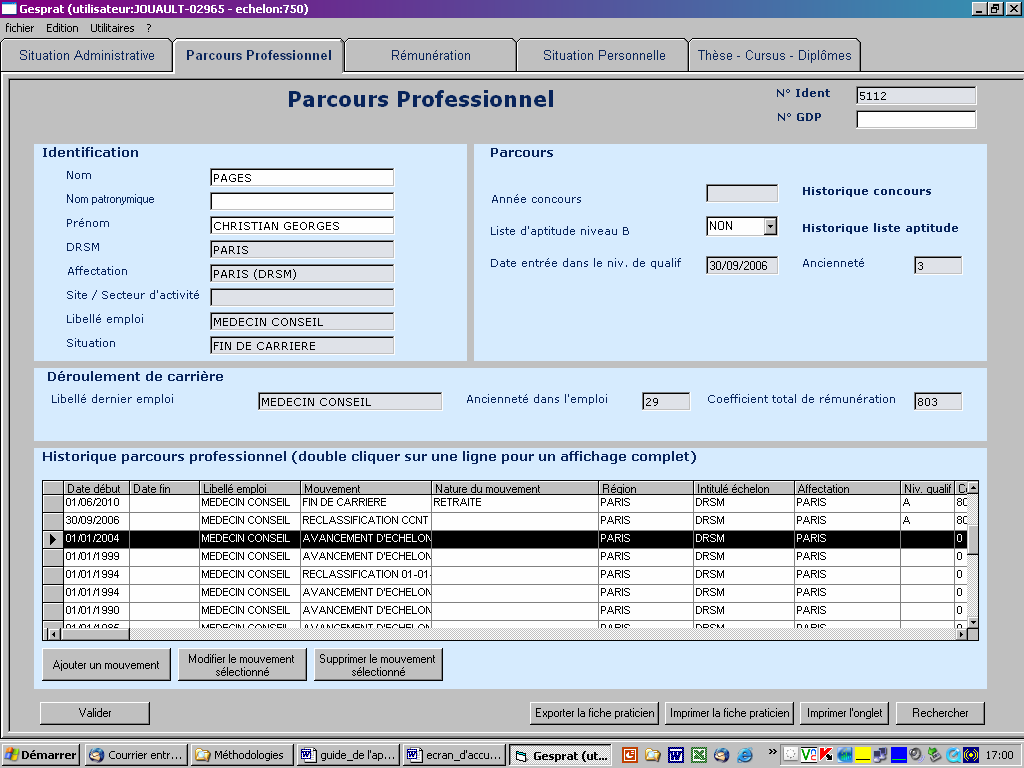 Gesprat (utilisateur:JOUAULT-02965 - echelon:750)
fichier Edition Utilitaires ?
Situation Administrative Parcours Professionnel Rémunération Situation Personnelle Thèse - Cursus - Diplômes
Parcours Professionnel
N° Ident 5112
N° GDP
Identification
Nom PAGES
Nom patronymique
Prénom CHRISTIAN GEORGES
DRSM PARIS
Affectation PARIS (DRSM)
Site / Secteur d'activité
Libellé emploi MEDECIN CONSEIL
Situation FIN DE CARRIERE
Parcours
Année concours Historique concours
Liste d'aptitude niveau B NON Historique liste aptitude
Date entrée dans le niv. de qualif 30/09/2006 Ancienneté 3
Déroulement de carrière
Libellé dernier emploi MEDECIN CONSEIL Ancienneté dans l'emploi 29 Coefficient total de rémunération 803
Historique parcours professionnel (double cliquer sur une ligne pour un affichage complet)
Date début Date fin Libellé emploi Mouvement Nature du mouvement Région Intitulé échelon Affectation Niv. qualif
01/06/2010 MEDECIN CONSEIL FIN DE CARRIERE RETRAITE PARIS DRSM PARIS A 80
30/09/2006 MEDECIN CONSEIL RECLASSIFICATION CCNT PARIS DRSM PARIS A 80
01/01/2004 MEDECIN CONSEIL AVANCEMENT D'ECHELON PARIS DRSM PARIS 0
01/01/1999 MEDECIN CONSEIL AVANCEMENT D'ECHELON PARIS DRSM PARIS 0
01/01/1994 MEDECIN CONSEIL RECLASSIFICATION 01-01- PARIS DRSM PARIS 0
01/01/1994 MEDECIN CONSEIL AVANCEMENT D'ECHELON PARIS DRSM PARIS 0
01/01/1990 MEDECIN CONSEIL AVANCEMENT D'ECHELON PARIS DRSM PARIS 0
MEDECIN CONSEIL AVANCEMENT D'ECHELON PARIS DRSM PARIS 0
Ajouter un mouvement Modifier le mouvement sélectionné Supprimer le mouvement sélectionné
Valider Exporter la fiche praticien Imprimer la fiche praticien Imprimer l'onglet Rechercher
Démarrer Courrier entr... Méthodologies guide_de l'ap... ecran_d'accu... Gesprat (ut... » 17:00